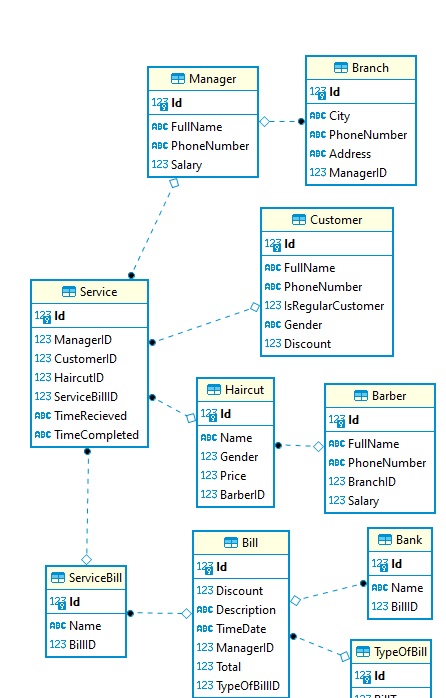 Manager
123 Id
ABC FullName
ABC PhoneNumber
123 Salary
Branch
123 Id
ABC City
ABC PhoneNumber
ABC Address
123 ManagerID
Customer
123 Id
ABC FullName
ABC PhoneNumber
123 IsRegularCustomer
ABC Gender
123 Discount
Service
123 Id
123 ManagerID
123 CustomerID
123 HaircutID
123 ServiceBillID
ABC TimeRecieved
ABC TimeCompleted
Haircut
123 Id
ABC Name
123 Gender
123 Price
123 BarberID
Barber
123 Id
ABC FullName
ABC PhoneNumber
123 BranchID
123 Salary
ServiceBill
123 Id
123 Name
123 BillID
Bill
123 Id
123 Discount
ABC Description
ABC TimeDate
123 ManagerID
123 Total
123 TypeOfBillID
Bank
123 Id
ABC Name
123 BillID
TypeOfBill
123 Id